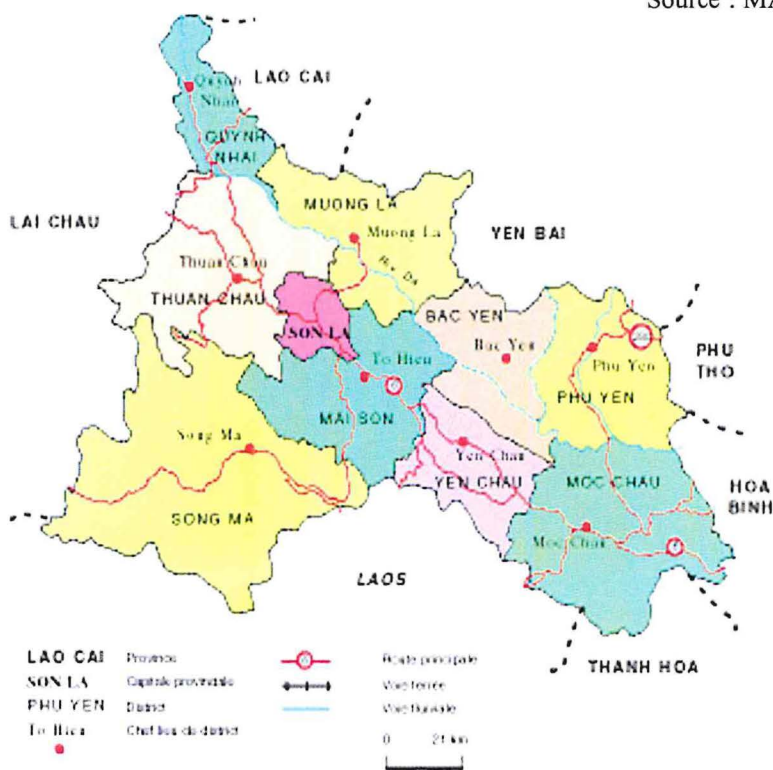 Source : MA
LAO CAI
Quynh
Nhai
QUYNH
NHAI
MUONG LA
LAI CHAU
Muong La
YEN BAI
Thuan Chau
THUAN CHAU
BAC YEN
SON LA
Bac Yen
To Hieu
Phu Yen
PHU
THO
PHU YEN
MAI SON
Song Ma
Yen Chau
YEN CHAU
MOC CHAU
HOA
BINH
SONG MA
Moc Chau
LAOS
THANH HOA
LAO CAI Province
SON LA Capitale provinciale
PHU YEN District
To Hieu Chef lieu de district
Route principale
Voie ferrée
Voie fluviale
0 21 km